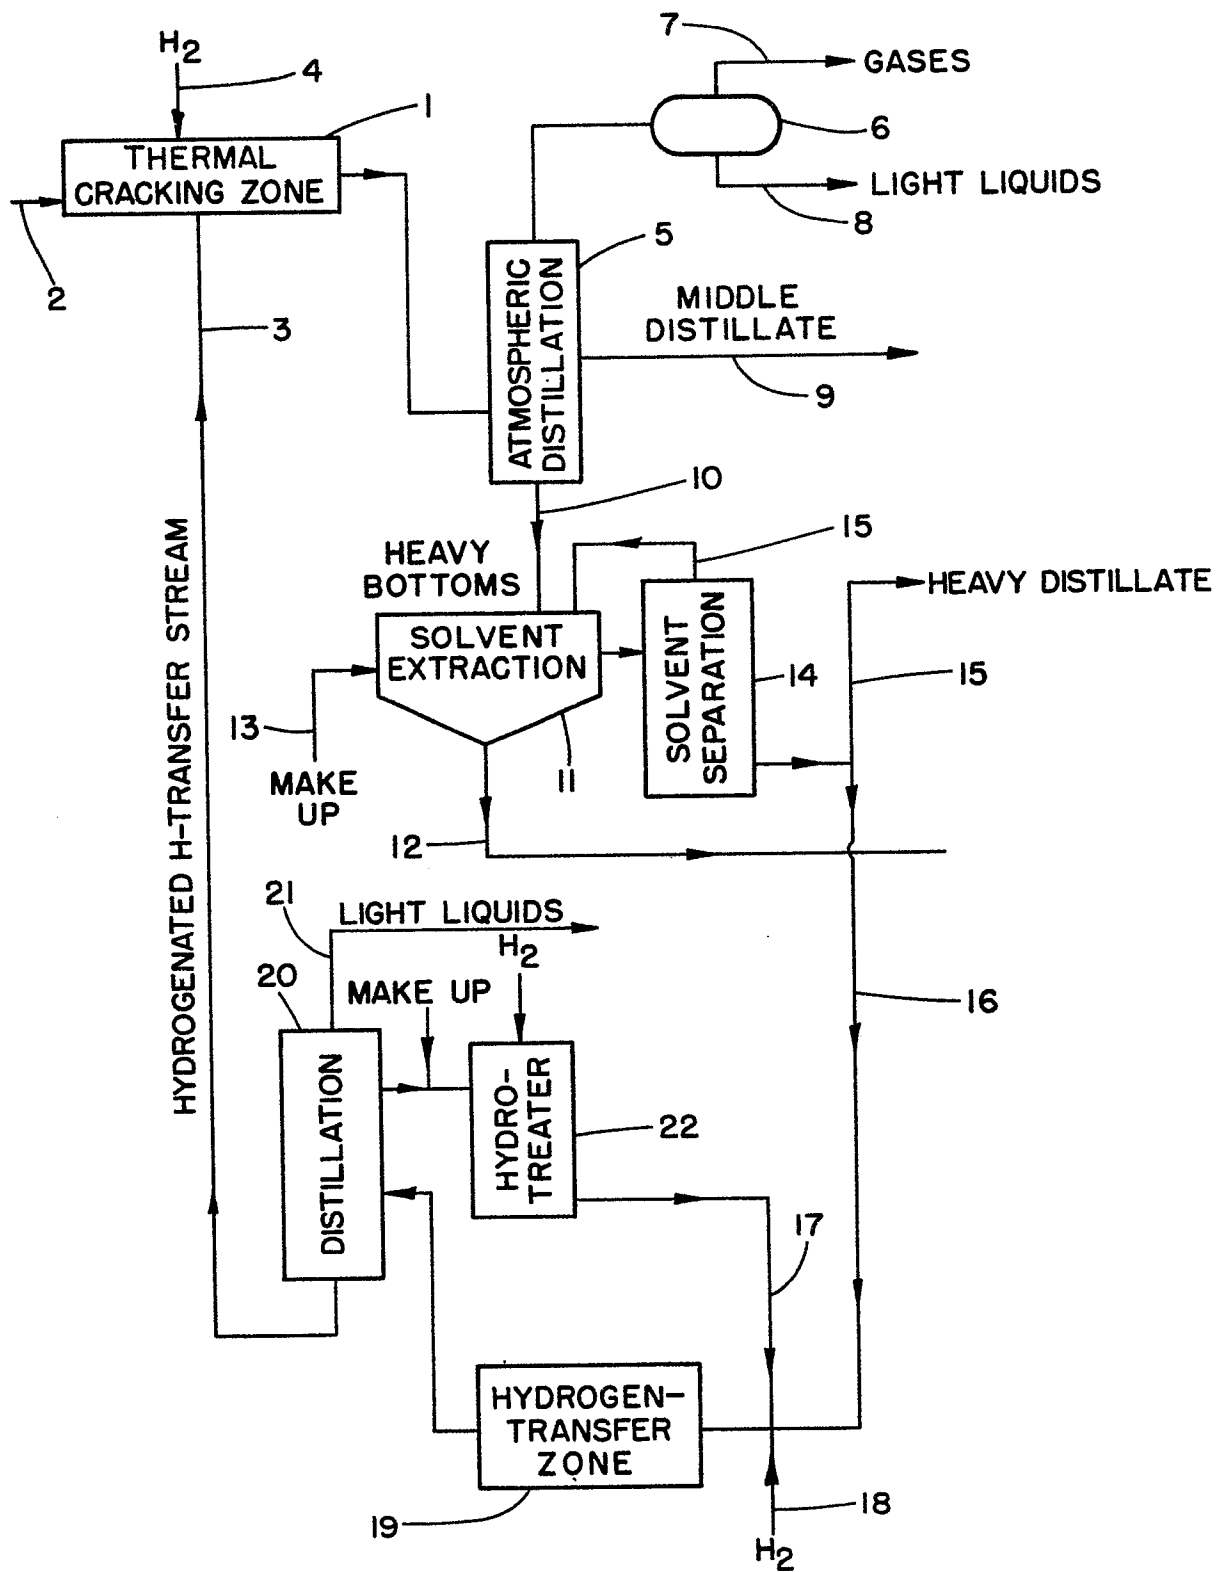 7
H2
GASES
4
1
6
THERMAL
CRACKING ZONE
LIGHT LIQUIDS
8
5
2
3
MIDDLE
DISTILLATE
9
ATMOSPHERIC
DISTILLATION
10
15
HEAVY
BOTTOMS
HEAVY DISTILLATE
SOLVENT
EXTRACTION
SOLVENT
SEPARATION
14
15
13
11
MAKE
UP
12
HYDROGENATED H-TRANSFER STREAM
21
LIGHT LIQUIDS
H2
20
MAKE UP
16
DISTILLATION
HYDRO-
TREATER
22
17
HYDROGEN-
TRANSFER
ZONE
19
18
H2